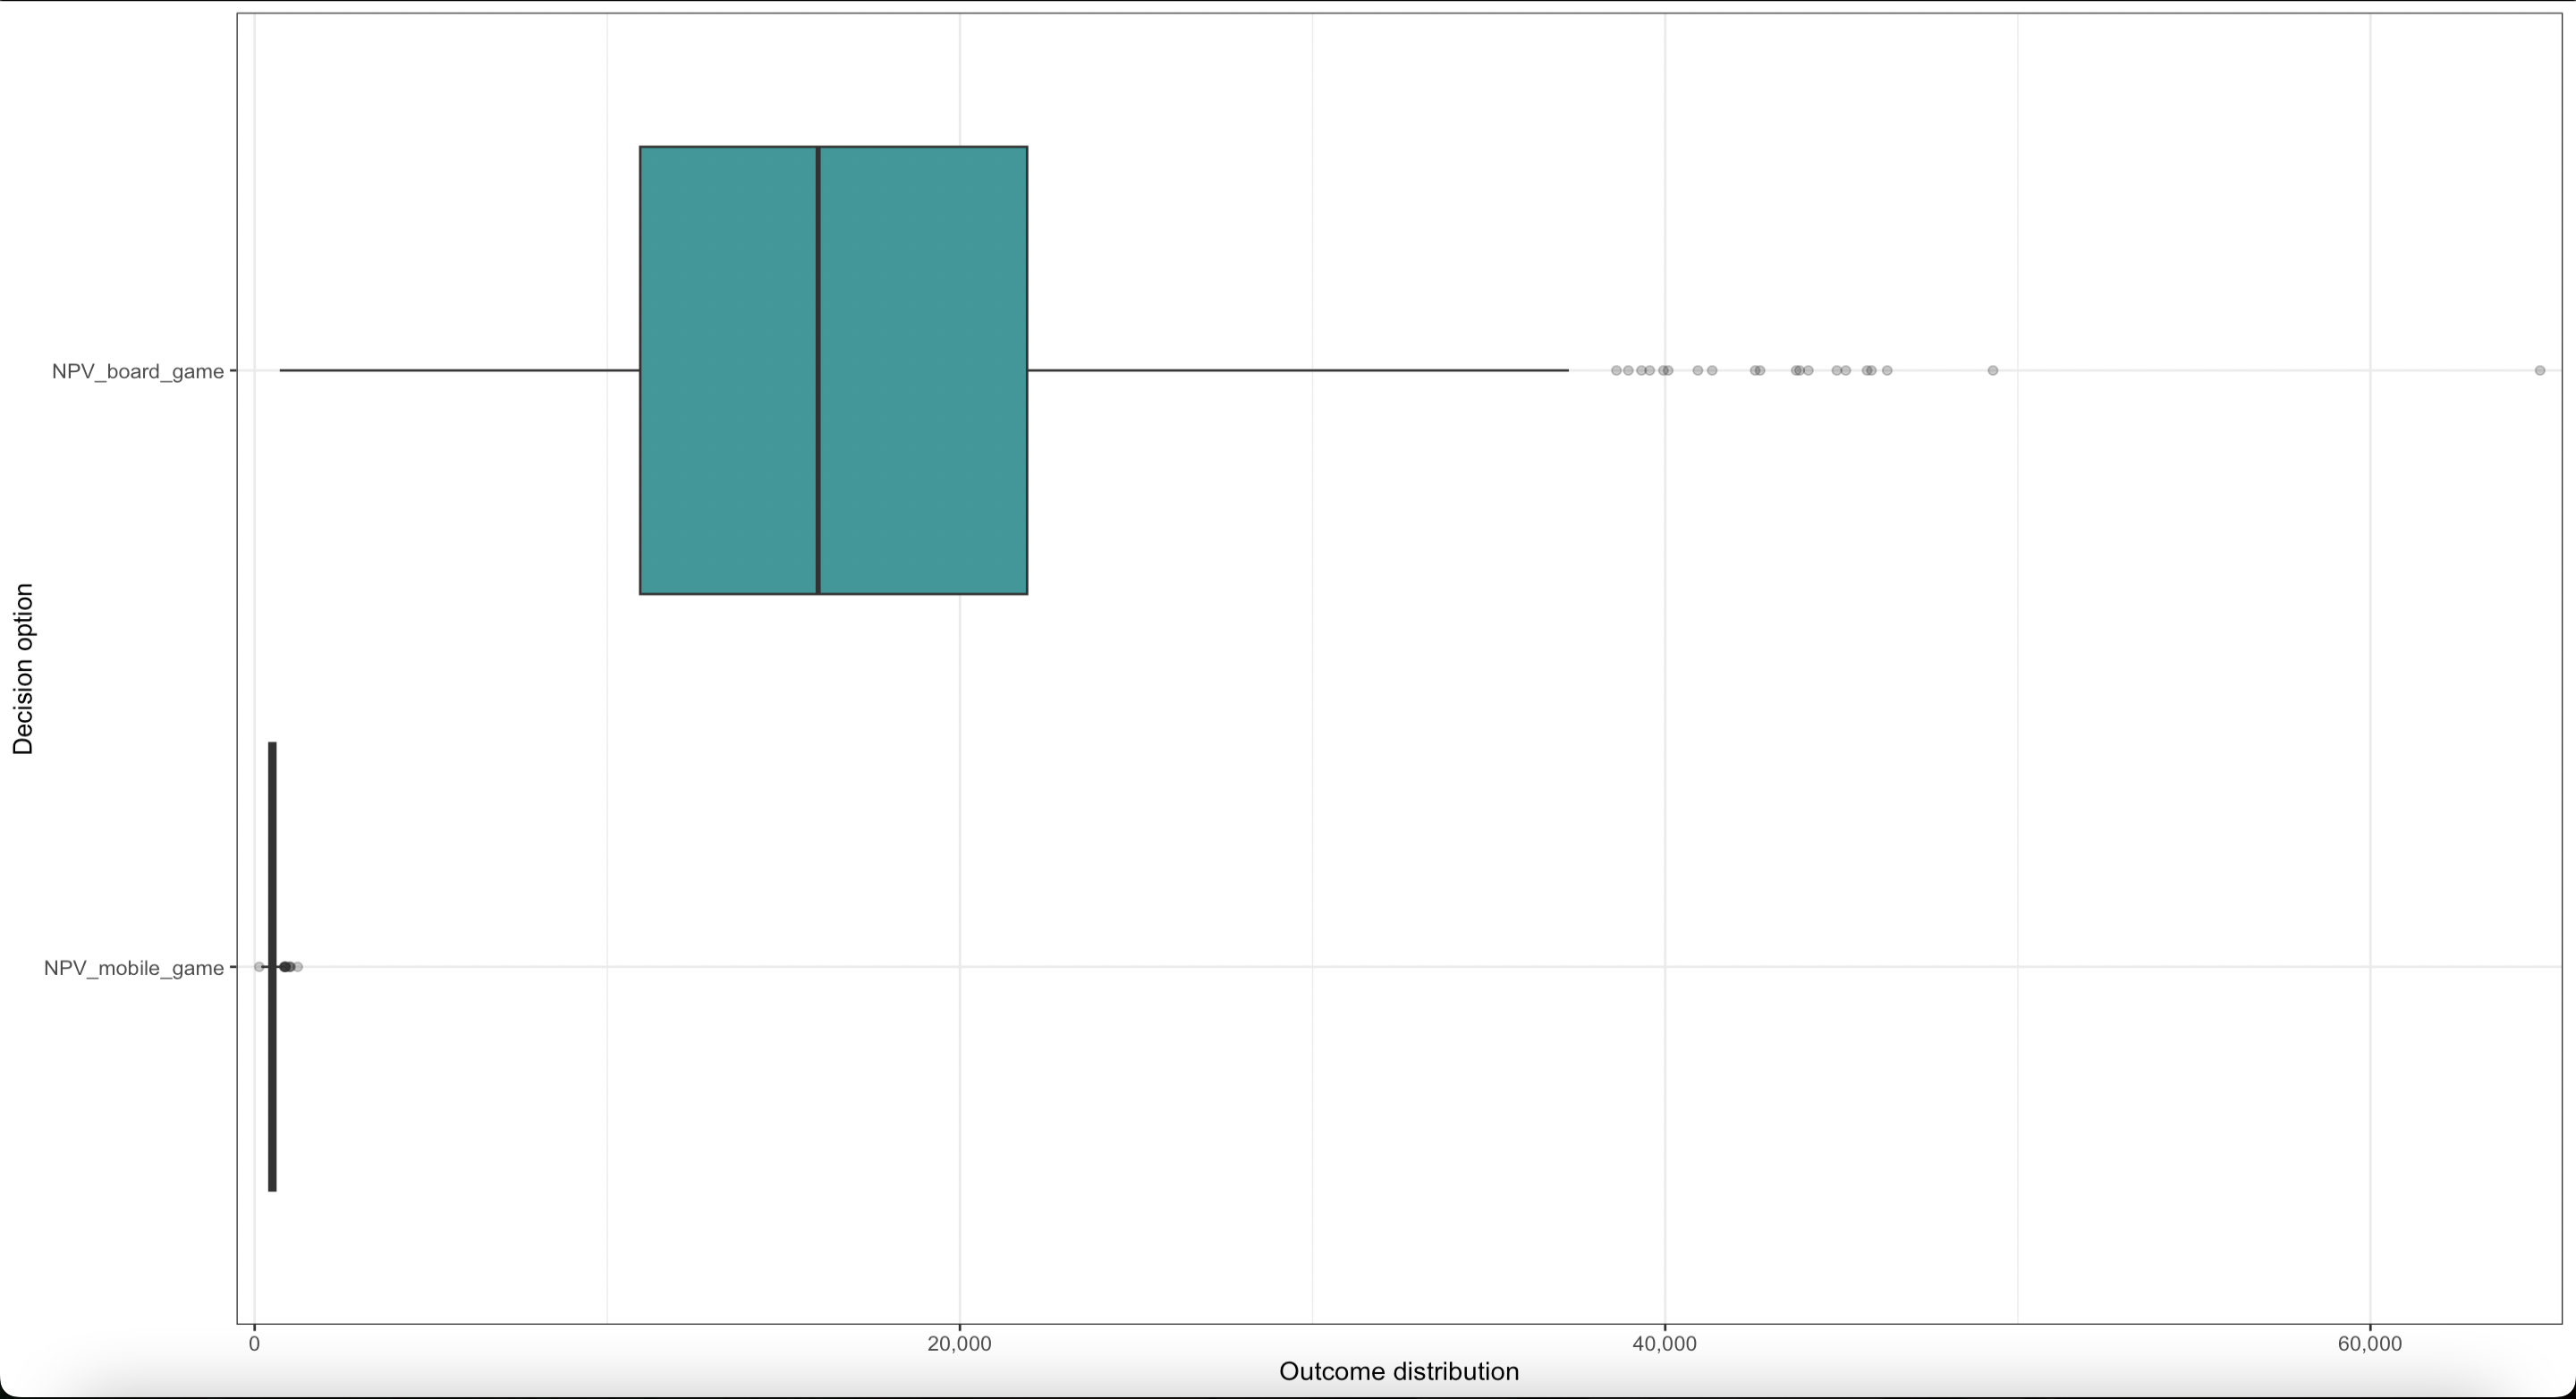 Decision option
NPV_board_game
NPV_mobile_game
0
20,000
40,000
60,000
Outcome distribution